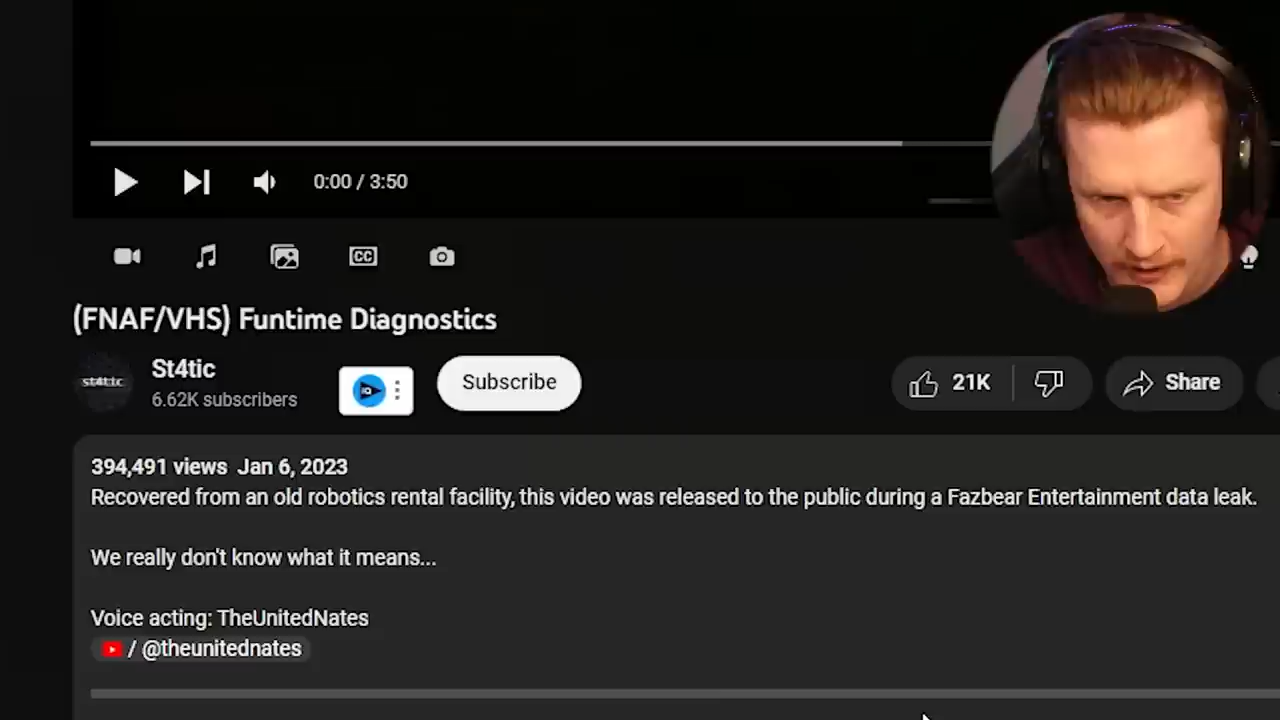 0:00 / 3:50
CC
(FNAF/VHS) Funtime Diagnostics
st4tic
St4tic
6.62K subscribers
Subscribe
21K
Share
394,491 views Jan 6, 2023
Recovered from an old robotics rental facility, this video was released to the public during a Fazbear Entertainment data leak.
We really don't know what it means...
Voice acting: TheUnitedNates
/ @theunitednates